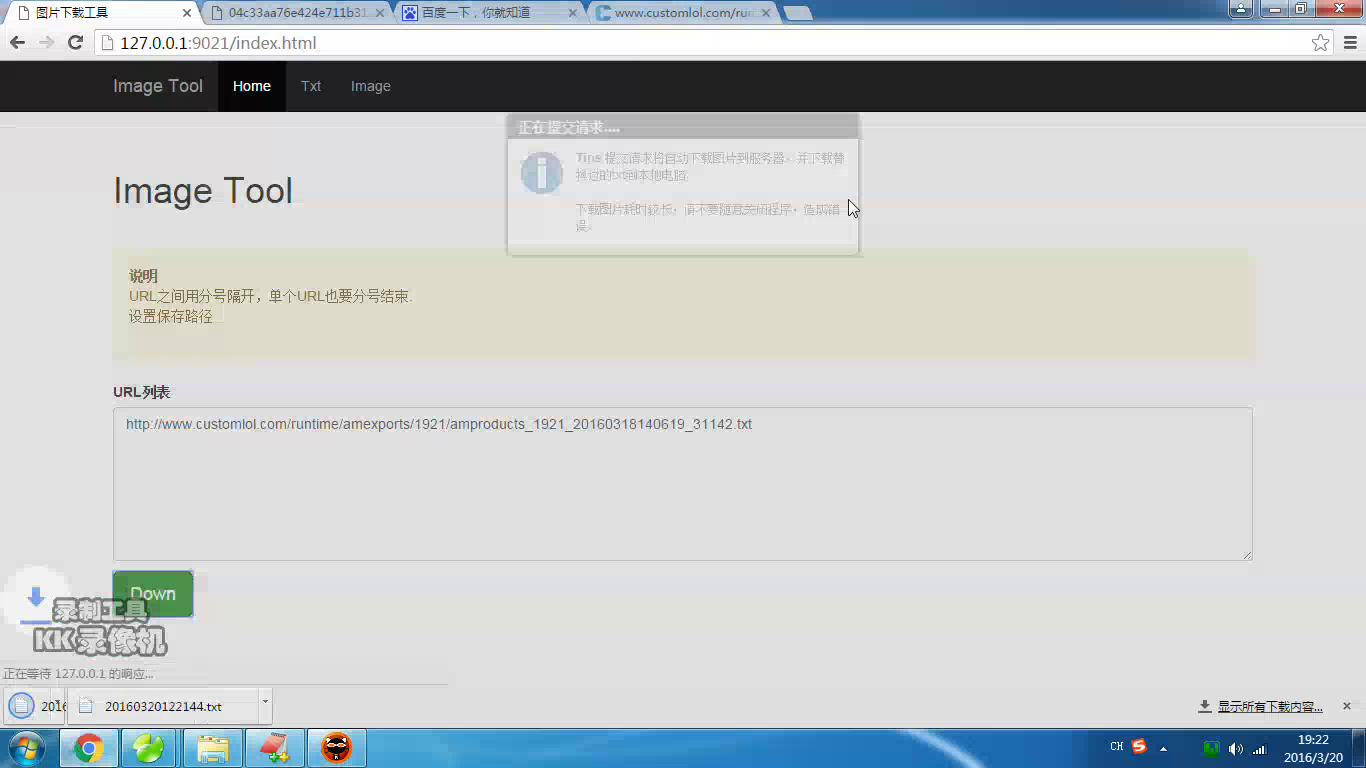 图片下载工具
04c33aa76e424e711b31
百度一下，你就知道
www.customlol.com/run
127.0.0.1:9021/index.html
Image Tool
Home
Txt
Image
正在提交请求....
Tips 提交请求将自动下载图片到服务器，并下载替
换过的txt到本地电脑.
下载图片耗时较长，请不要随意关闭程序，造成错
误。
Image Tool
说明
URL之间用分号隔开，单个URL也要分号结束.
设置保存路径
URL列表
http://www.customlol.com/runtime/amexports/1921/amproducts_1921_20160318140619_31142.txt
Down
录制工具
KK录像机
正在等待 127.0.0.1 的响应...
2016
20160320122144.txt
显示所有下载内容...
CH
19:22
2016/3/20